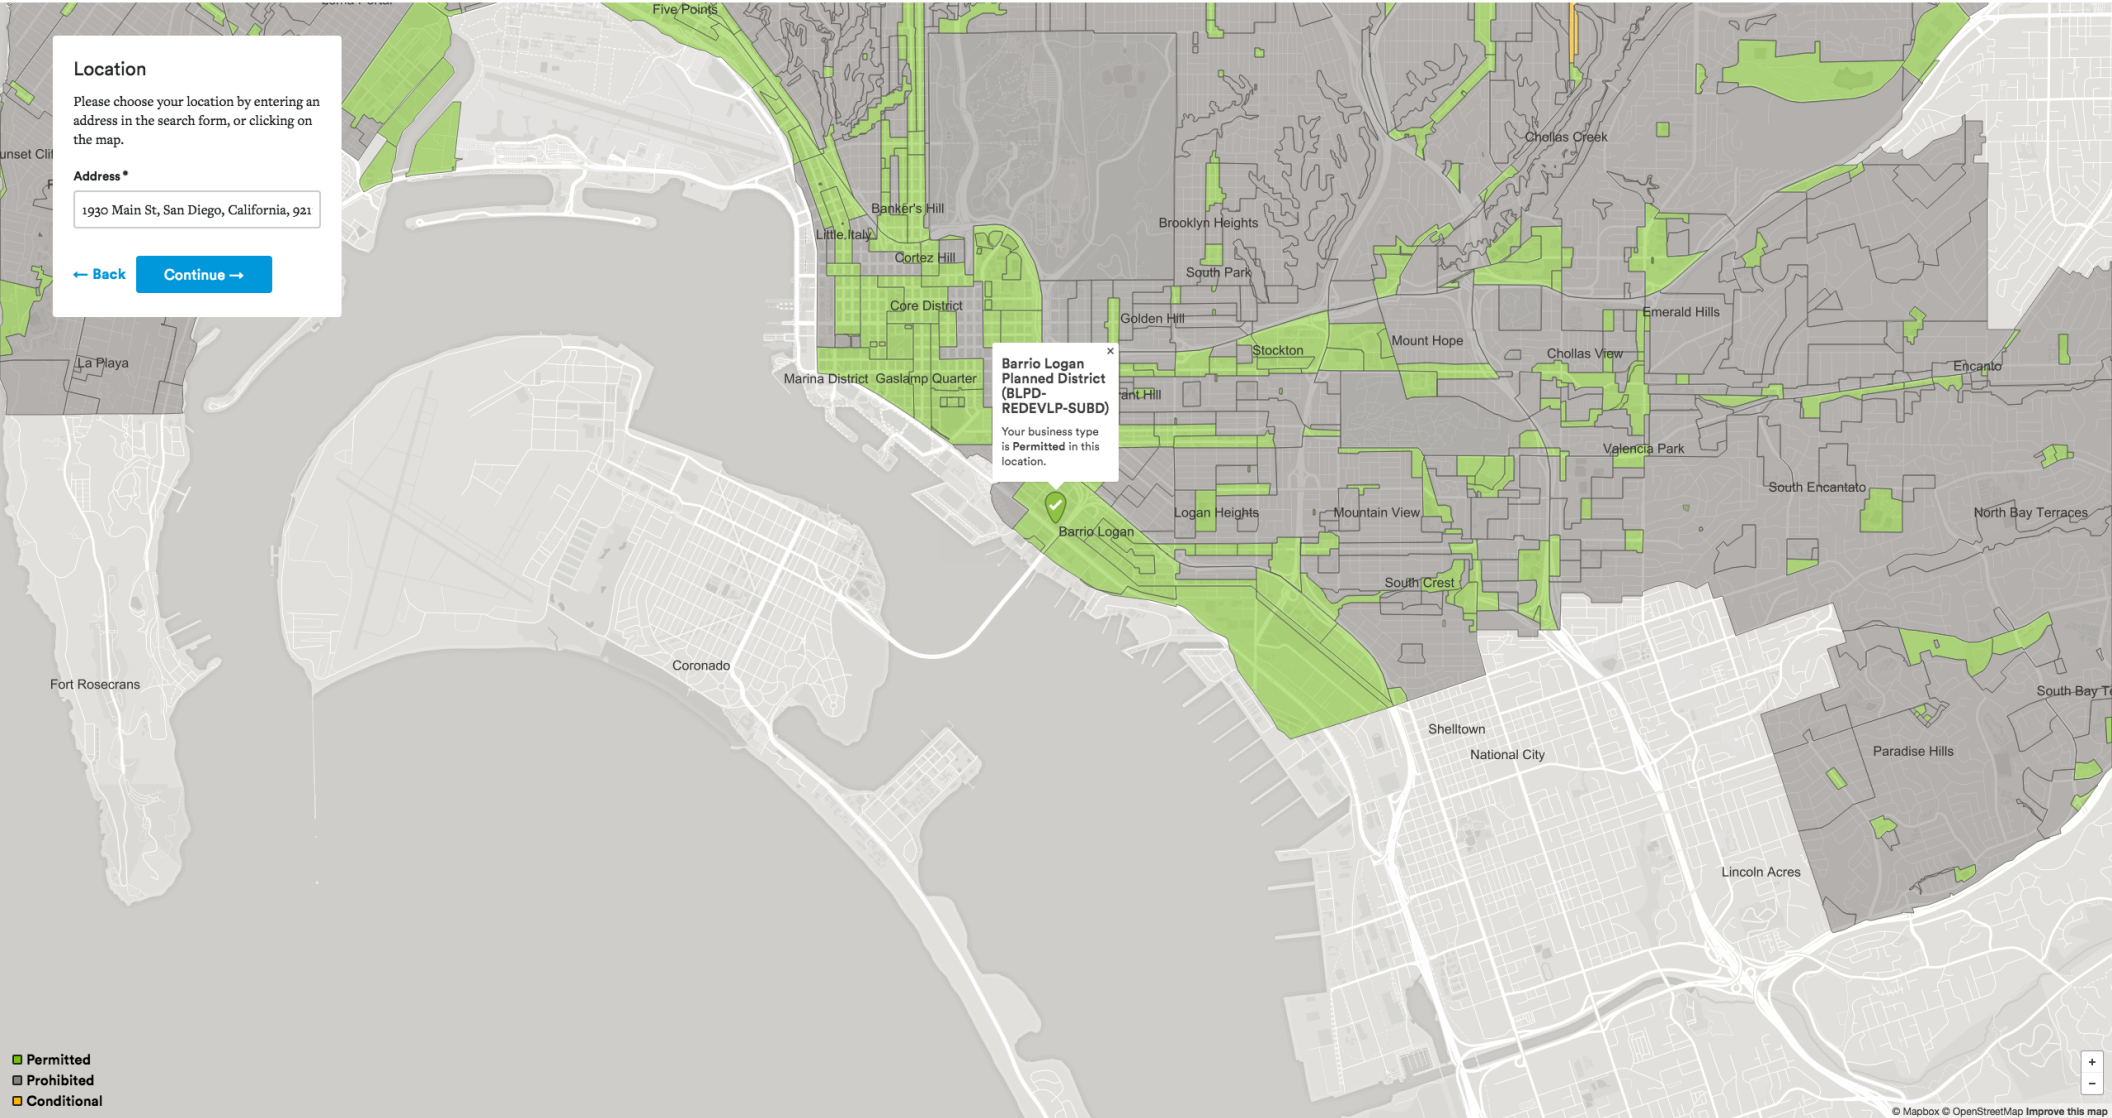 Location
Please choose your location by entering an
address in the search form, or clicking on
the map.
Address*
1930 Main St, San Diego, California, 921
← Back
Continue →
Five Points
Chollas Creek
Banker's Hill
Little Italy
Brooklyn Heights
Cortez Hill
South Park
Core District
Golden Hill
Emerald Hills
Mount Hope
Stockton
Chollas View
La Playa
Encanto
Marina District
Gaslamp Quarter
×
Barrio Logan
Planned District
(BLPD-
REDEVLP-SUBD)
Your business type
is Permitted in this
location.
Valencia Park
South Encantato
Logan Heights
Mountain View
North Bay Terraces
Barrio Logan
South Crest
Coronado
Fort Rosecrans
South Bay Te
Shelltown
National City
Paradise Hills
Lincoln Acres
Permitted
Prohibited
Conditional
+
−
© Mapbox © OpenStreetMap Improve this map